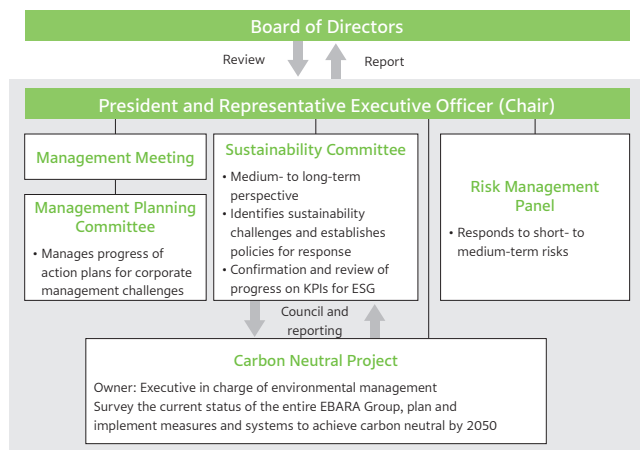 Board of Directors
Review
Report
President and Representative Executive Officer (Chair)
Management Meeting
Management Planning
Committee
• Manages progress of
action plans for corporate
management challenges
Sustainability Committee
• Medium- to long-term
perspective
• Identifies sustainability
challenges and establishes
policies for response
• Confirmation and review of
progress on KPIs for ESG
Risk Management
Panel
• Responds to short- to
medium-term risks
Council and
reporting
Carbon Neutral Project
Owner: Executive in charge of environmental management
Survey the current status of the entire EBARA Group, plan and
implement measures and systems to achieve carbon neutral by 2050